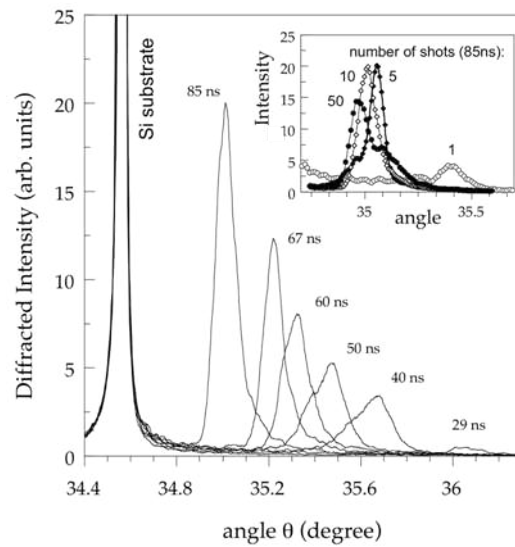 Diffracted Intensity (arb. units)
25
20
15
10
5
0
34.4
34.8
35.2
35.6
36
angle θ (degree)
Si substrate
85 ns
67 ns
60 ns
50 ns
40 ns
29 ns
number of shots (85ns):
Intensity
25
20
15
10
5
0
10
5
50
1
35
35.5
angle